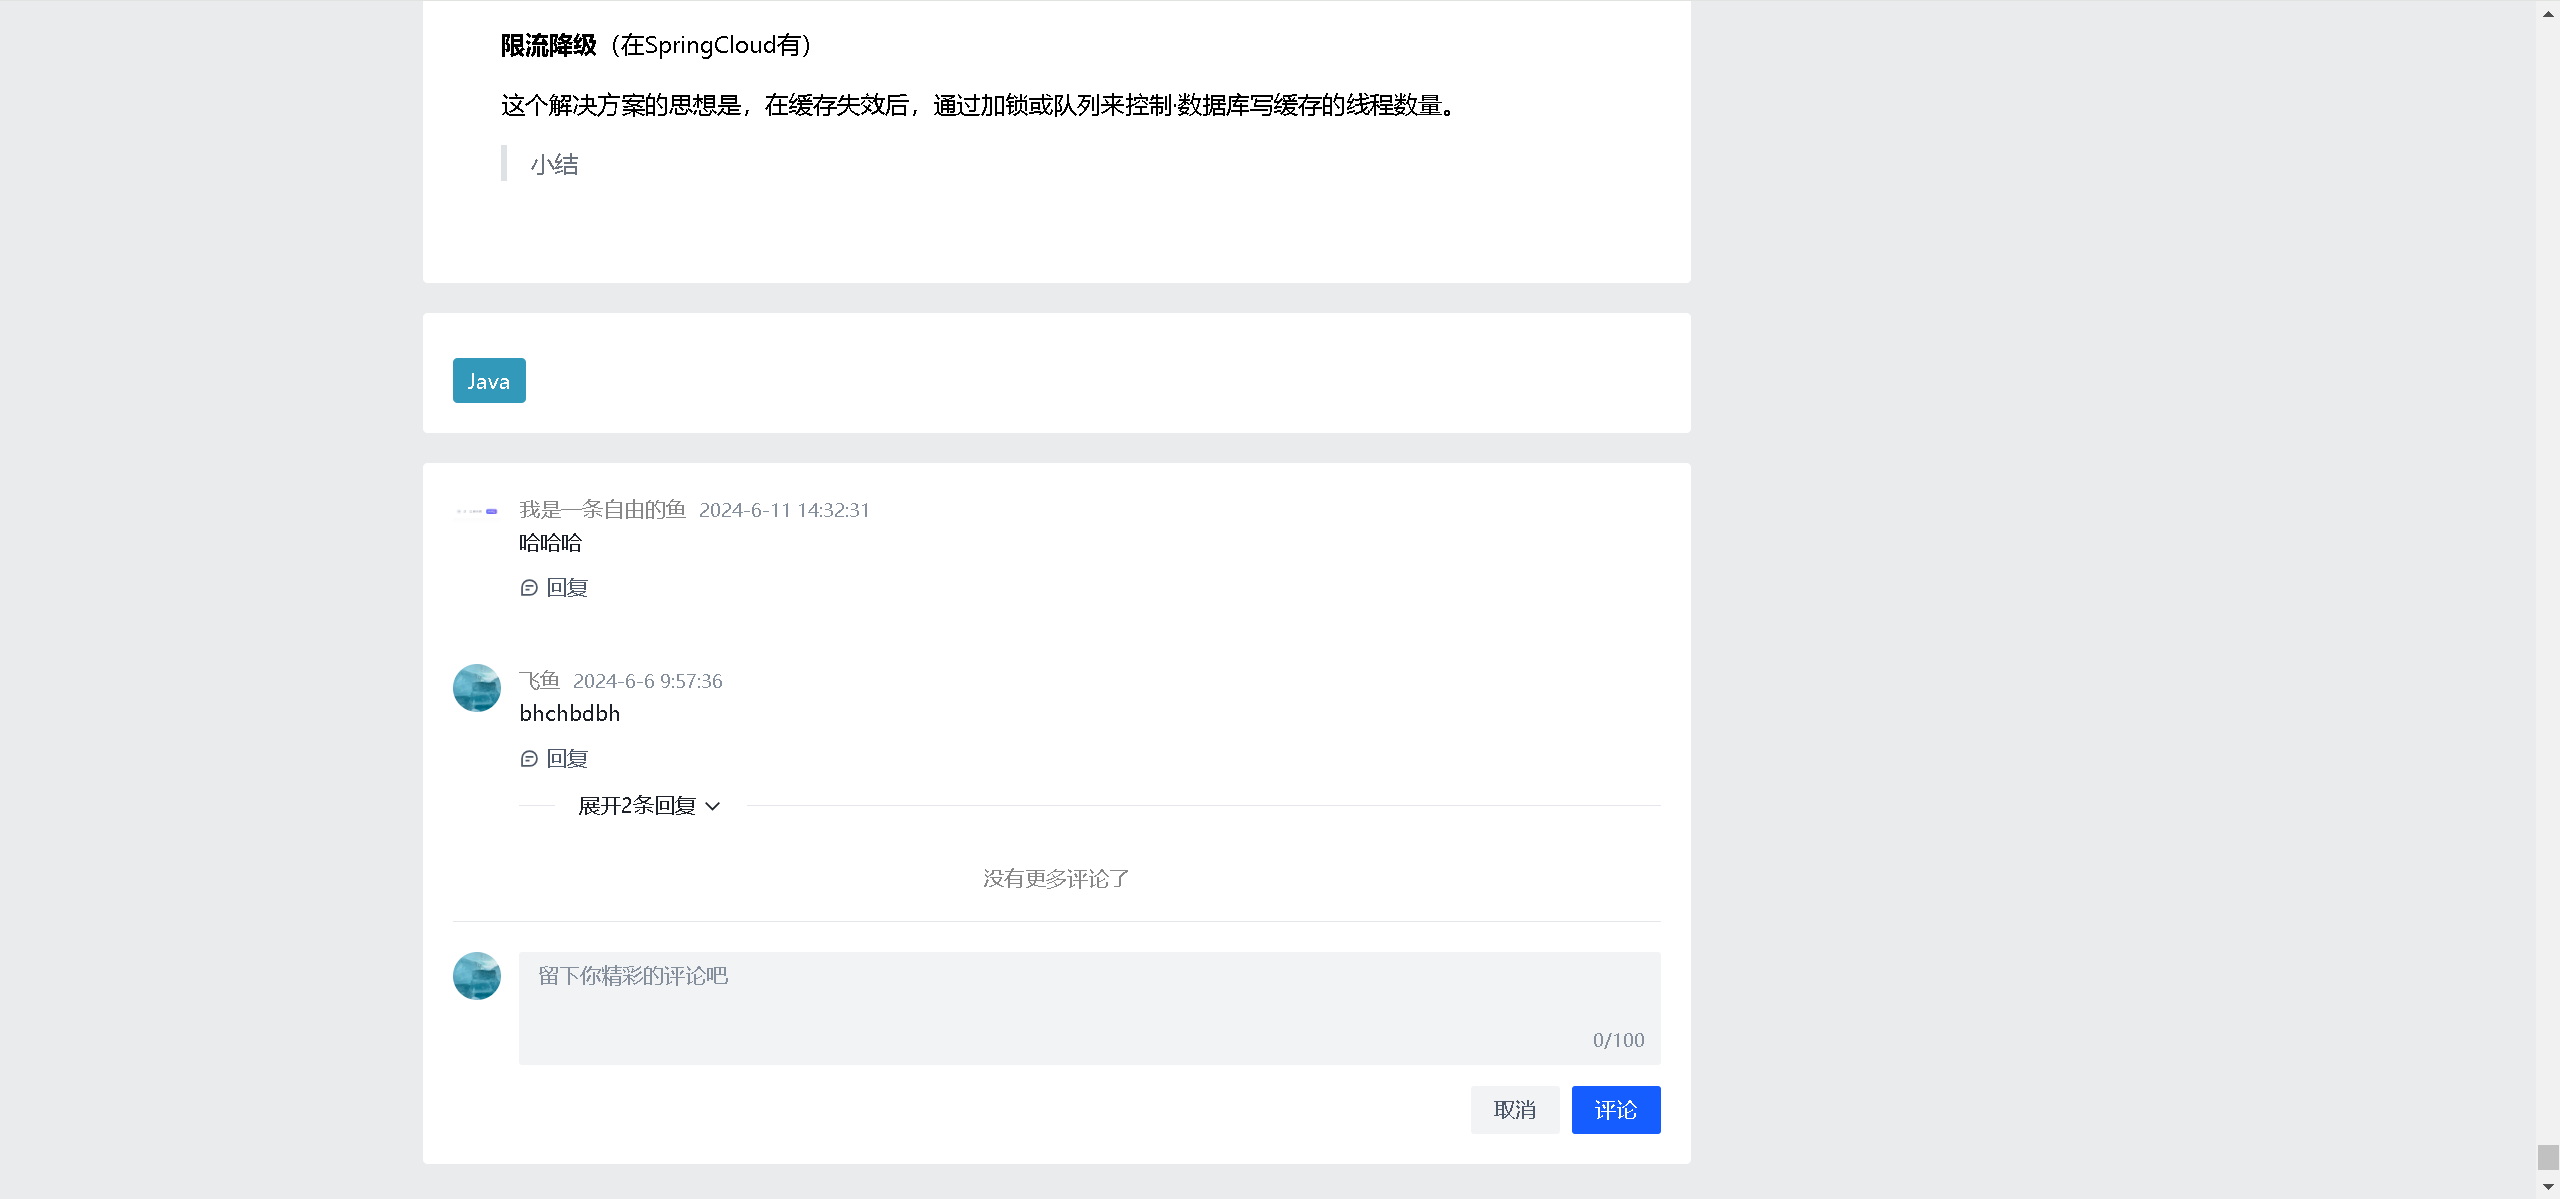 限流降级（在SpringCloud有）
这个解决方案的思想是，在缓存失效后，通过加锁或队列来控制·数据库写缓存的线程数量。
小结
Java
我是一条自由的鱼 2024-6-11 14:32:31
哈哈哈
回复
飞鱼 2024-6-6 9:57:36
bhchbdbh
回复
展开2条回复
没有更多评论了
留下你精彩的评论吧
0/100
取消 评论